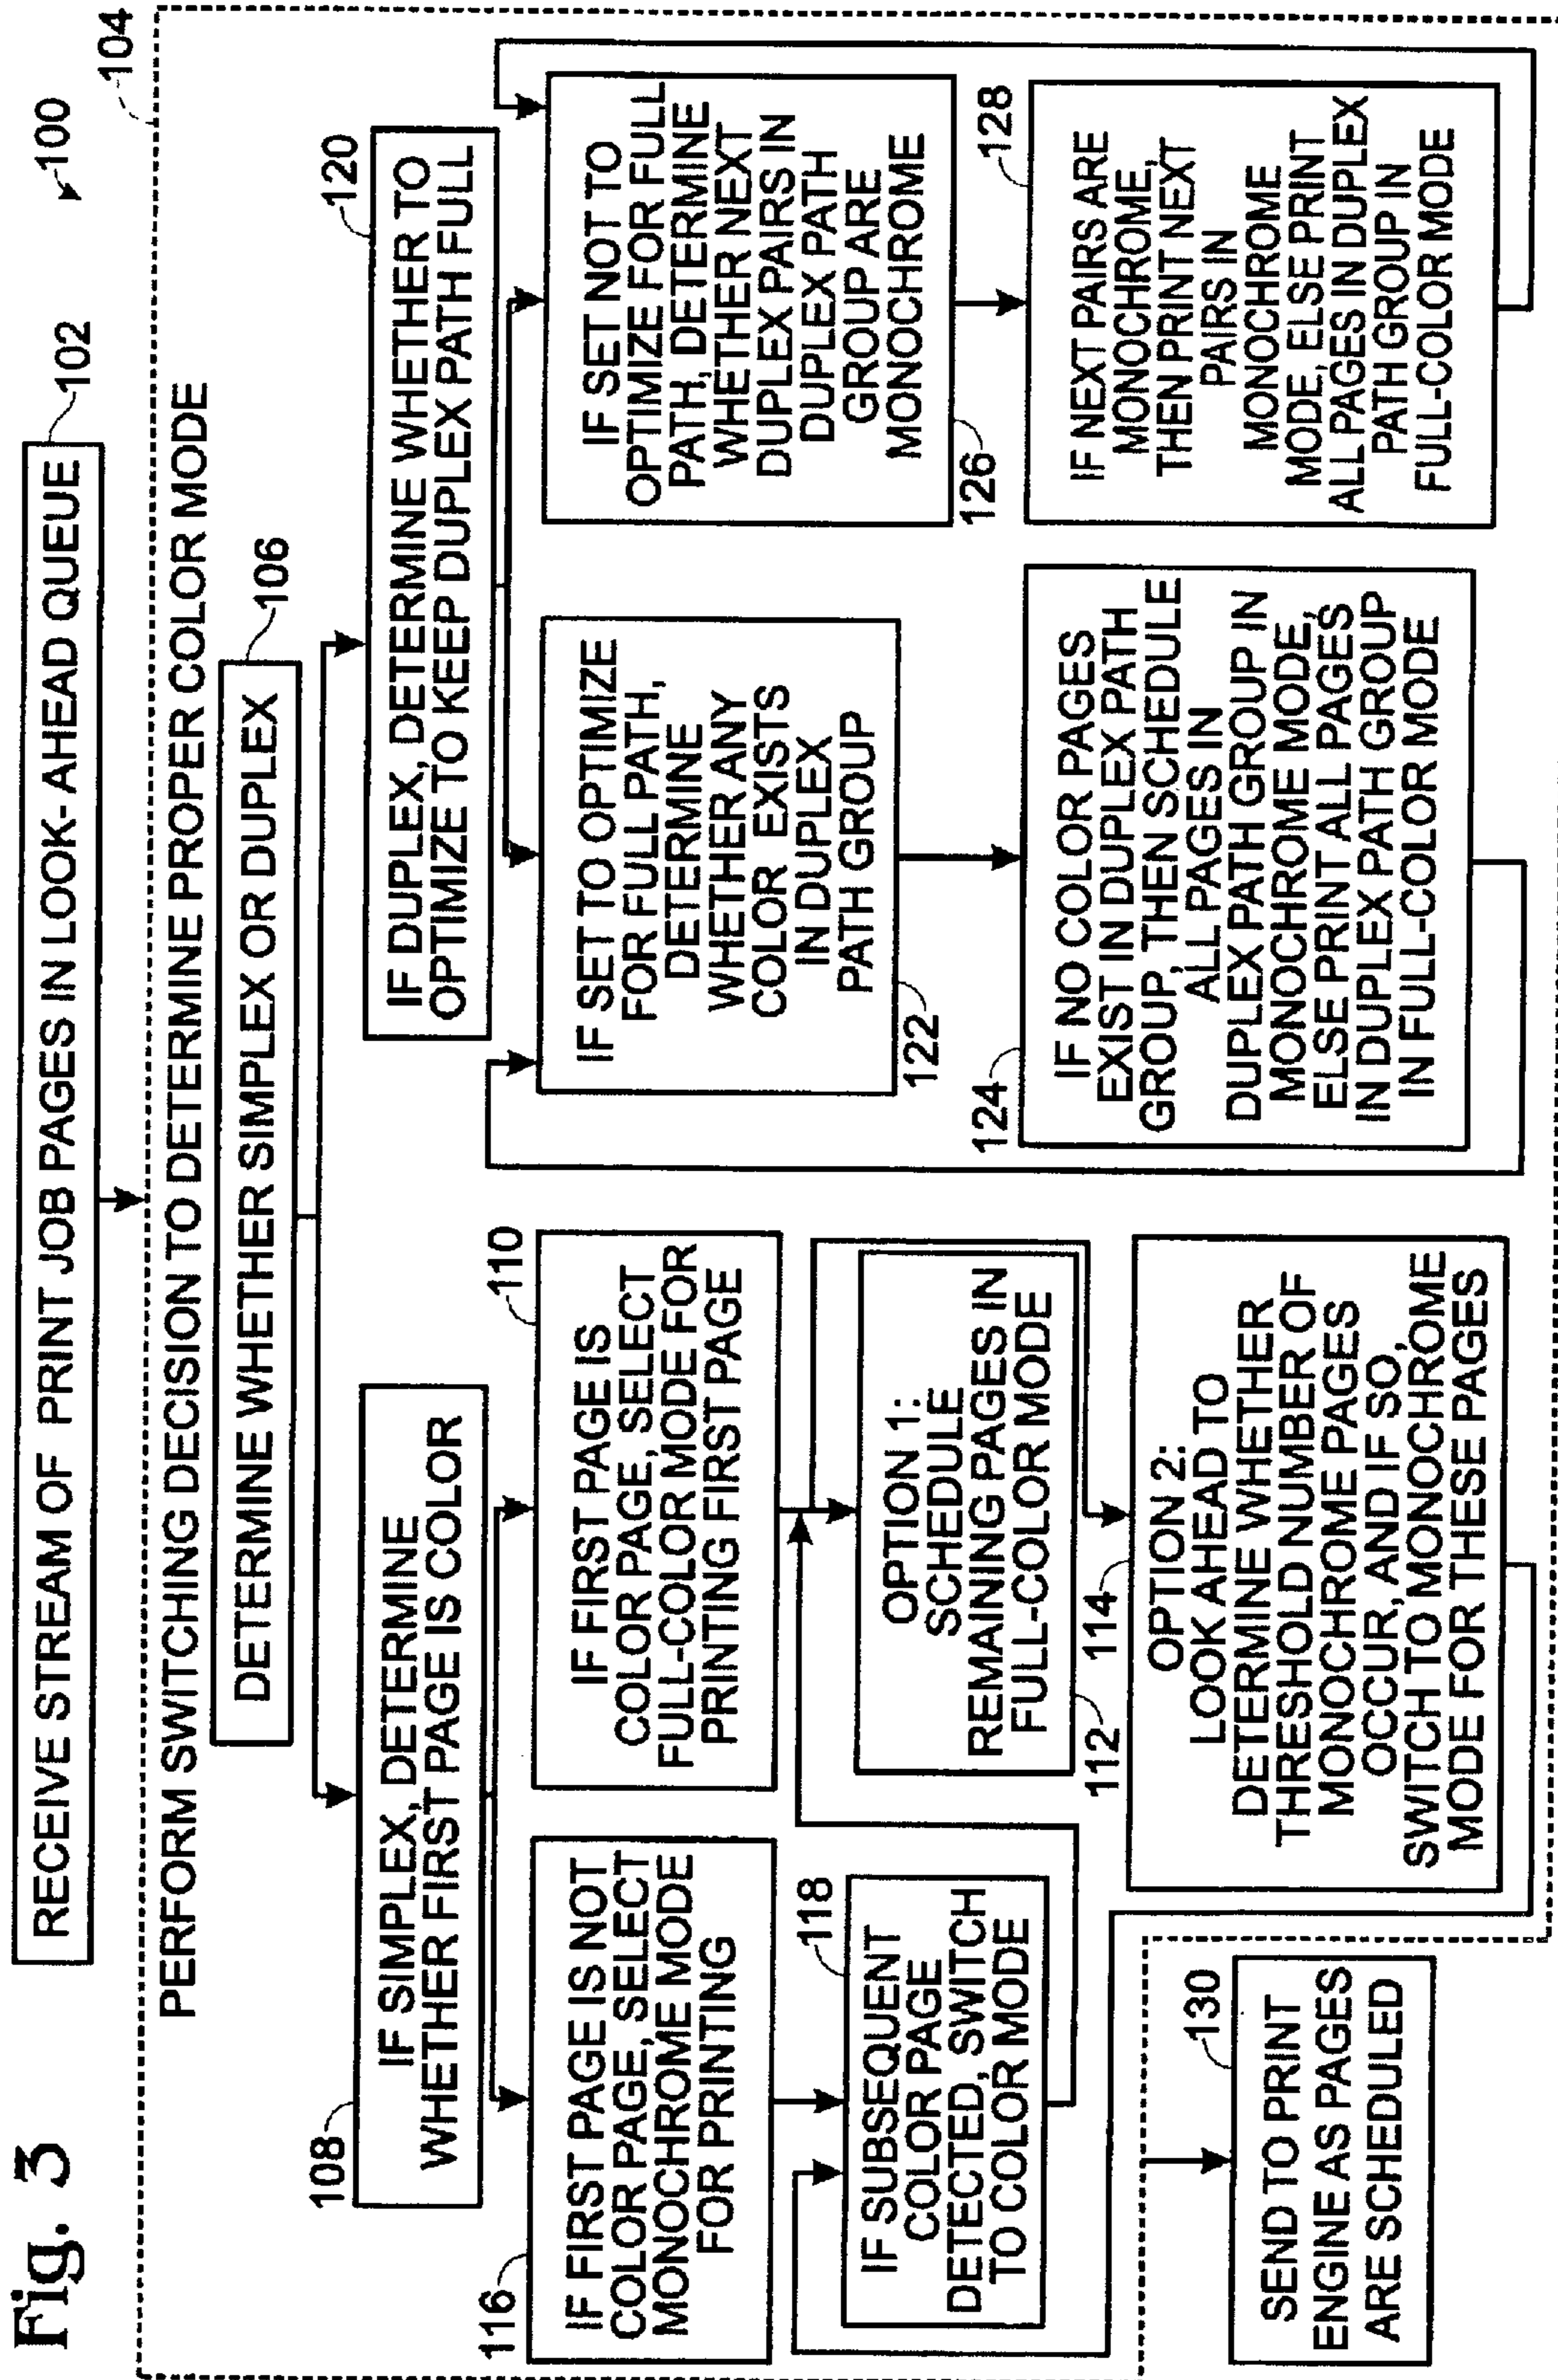 Fig. 3
100
RECEIVE STREAM OF PRINT JOB PAGES IN LOOK-AHEAD QUEUE
102
104
PERFORM SWITCHING DECISION TO DETERMINE PROPER COLOR MODE
DETERMINE WHETHER SIMPLEX OR DUPLEX
106
108
IF SIMPLEX, DETERMINE
WHETHER FIRST PAGE IS COLOR
120
IF DUPLEX, DETERMINE WHETHER TO
OPTIMIZE TO KEEP DUPLEX PATH FULL
116
IF FIRST PAGE IS NOT
COLOR PAGE, SELECT
MONOCHROME MODE
FOR PRINTING
118
IF SUBSEQUENT
COLOR PAGE
DETECTED, SWITCH
TO COLOR MODE
110
IF FIRST PAGE IS
COLOR PAGE, SELECT
FULL-COLOR MODE FOR
PRINTING FIRST PAGE
OPTION 1:
SCHEDULE
REMAINING PAGES IN
FULL-COLOR MODE
112
114
OPTION 2:
LOOK AHEAD TO
DETERMINE WHETHER
THRESHOLD NUMBER OF
MONOCHROME PAGES
OCCUR, AND IF SO,
SWITCH TO MONOCHROME
MODE FOR THESE PAGES
IF SET TO OPTIMIZE
FOR FULL PATH,
DETERMINE
WHETHER ANY
COLOR EXISTS
IN DUPLEX
PATH GROUP
122
124
IF NO COLOR PAGES
EXIST IN DUPLEX PATH
GROUP, THEN SCHEDULE
ALL PAGES IN
DUPLEX PATH GROUP IN
MONOCHROME MODE,
ELSE PRINT ALL PAGES
IN DUPLEX PATH GROUP
IN FULL-COLOR MODE
IF SET NOT TO
OPTIMIZE FOR FULL
PATH, DETERMINE
WHETHER NEXT
DUPLEX PAIRS IN
DUPLEX PATH
GROUP ARE
MONOCHROME
126
128
IF NEXT PAIRS ARE
MONOCHROME,
THEN PRINT NEXT
PAIRS IN
MONOCHROME
MODE, ELSE PRINT
ALL PAGES IN DUPLEX
PATH GROUP IN
FULL-COLOR MODE
130
SEND TO PRINT
ENGINE AS PAGES
ARE SCHEDULED